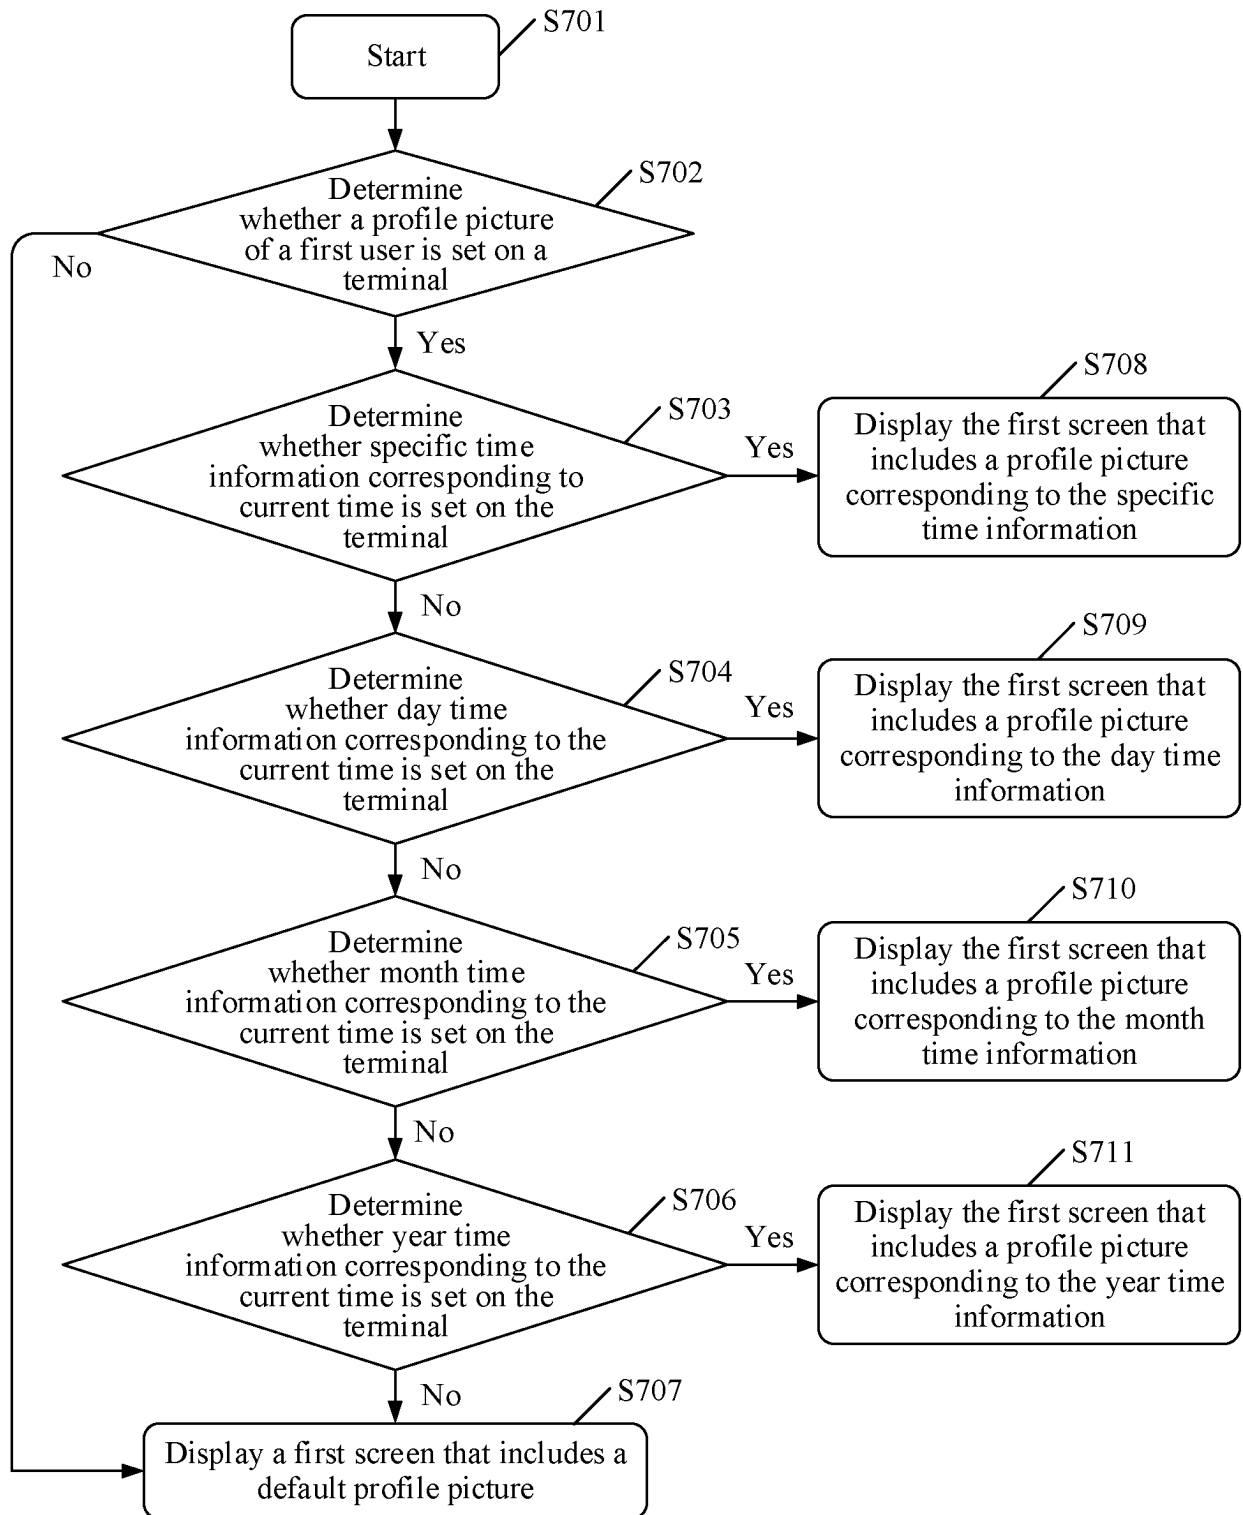 S701
Start
S702
Determine
whether a profile picture
of a first user is set on a
terminal
No
Yes
S703
Determine
whether specific time
information corresponding to
current time is set on the
terminal
Yes
S708
Display the first screen that
includes a profile picture
corresponding to the specific
time information
No
S704
Determine
whether day time
information corresponding to the
current time is set on the
terminal
Yes
S709
Display the first screen that
includes a profile picture
corresponding to the day time
information
No
S705
Determine
whether month time
information corresponding to the
current time is set on the
terminal
Yes
S710
Display the first screen that
includes a profile picture
corresponding to the month
time information
No
S706
Determine
whether year time
information corresponding to the
current time is set on the
terminal
Yes
S711
Display the first screen that
includes a profile picture
corresponding to the year time
information
No
S707
Display a first screen that includes a
default profile picture